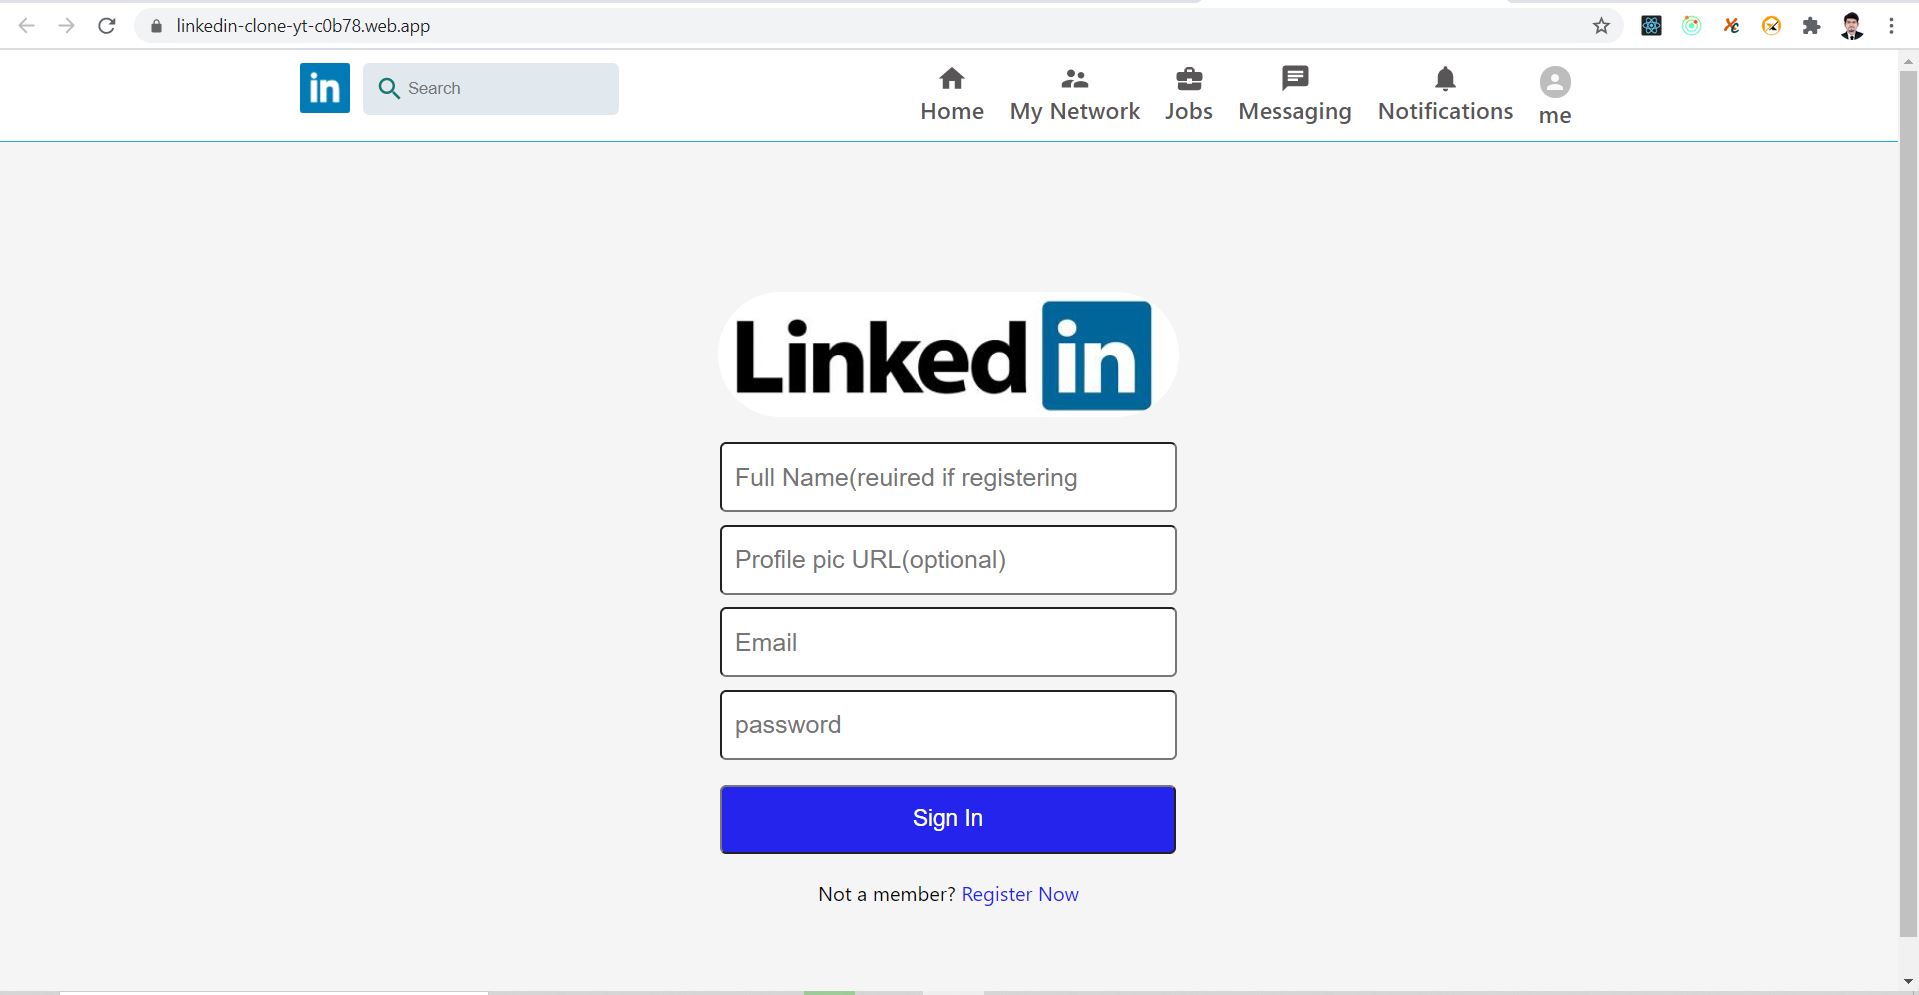 linkedin-clone-yt-c0b78.web.app
in
Search
Home
My Network
Jobs
Messaging
Notifications
me
Linked in
Full Name(reuired if registering
Profile pic URL(optional)
Email
password
Sign In
Not a member? Register Now